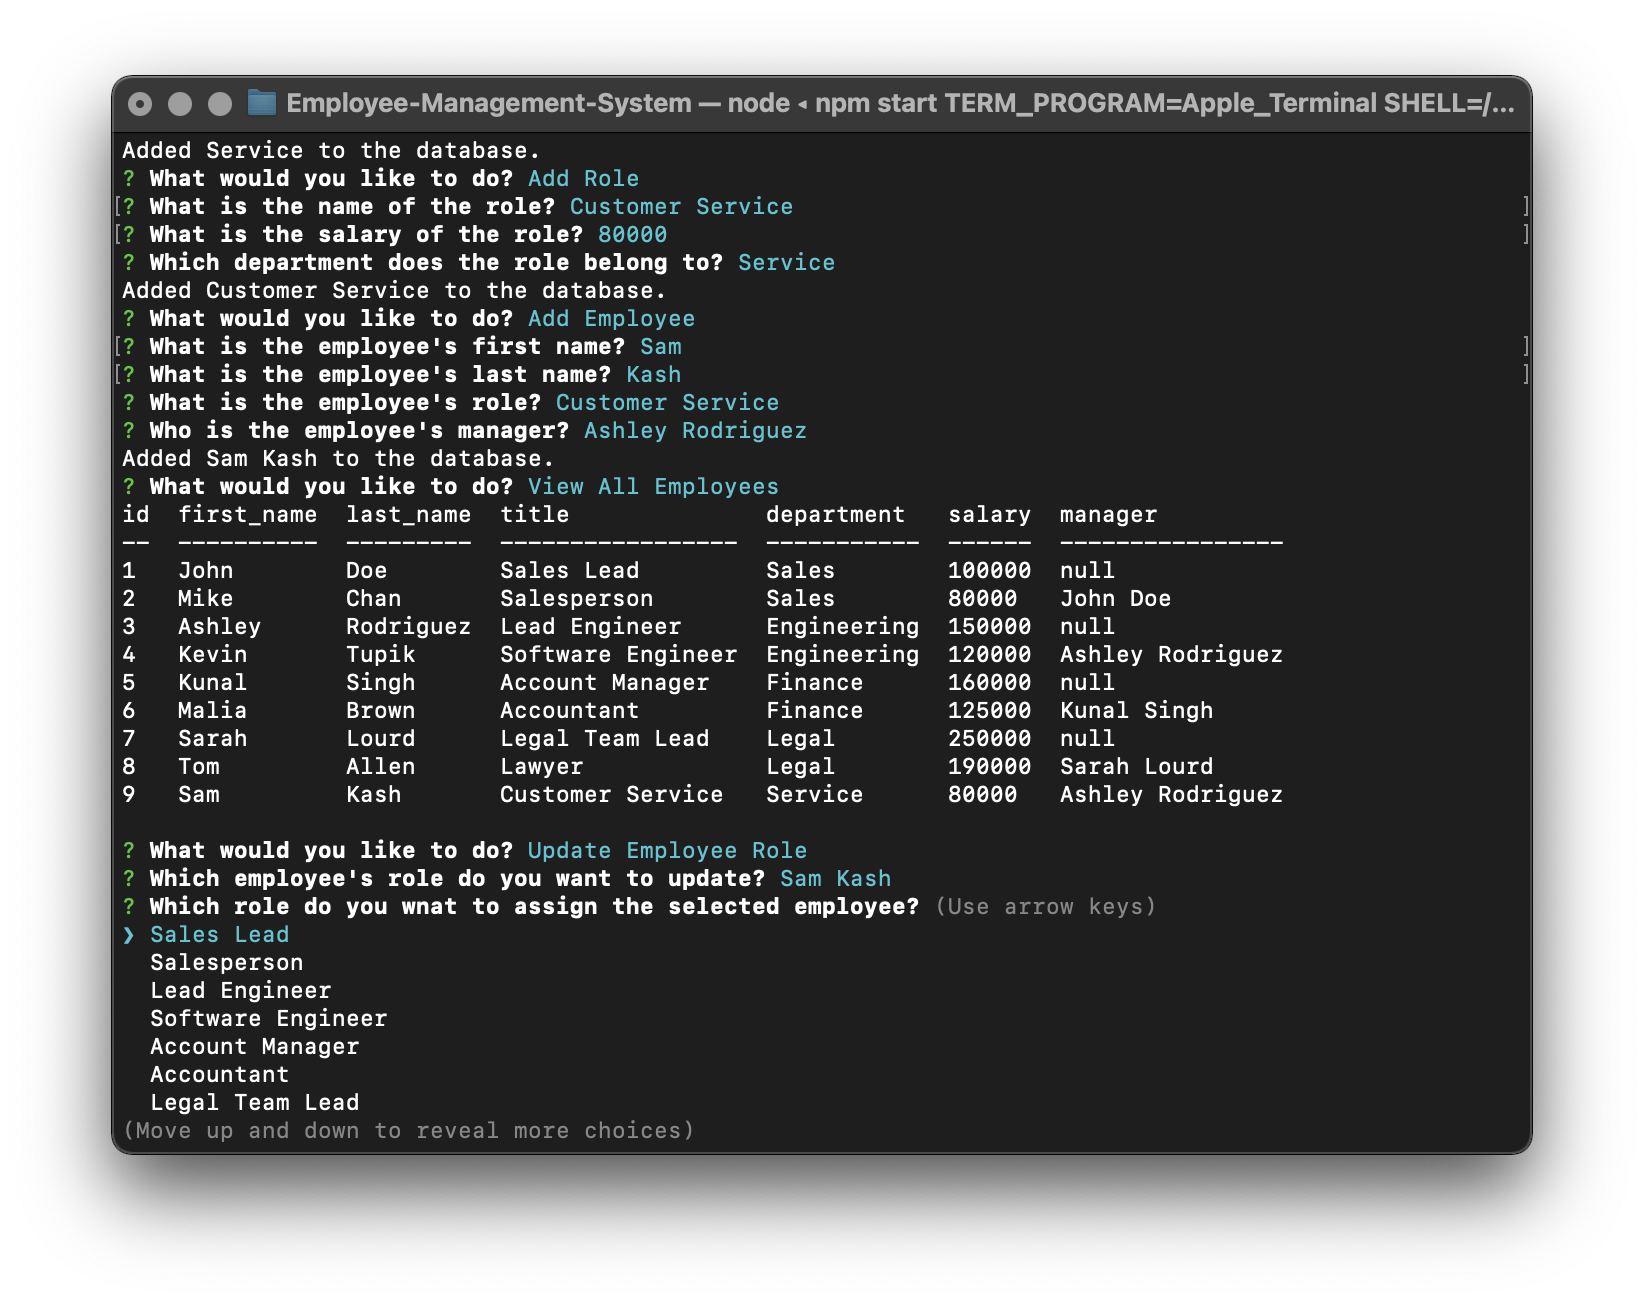 Employee-Management-System — node ◂ npm start TERM_PROGRAM=Apple_Terminal SHELL=/...
Added Service to the database.
? What would you like to do? Add Role
[? What is the name of the role? Customer Service ]
[? What is the salary of the role? 80000 ]
? Which department does the role belong to? Service
Added Customer Service to the database.
? What would you like to do? Add Employee
[? What is the employee's first name? Sam ]
[? What is the employee's last name? Kash ]
? What is the employee's role? Customer Service
? Who is the employee's manager? Ashley Rodriguez
Added Sam Kash to the database.
? What would you like to do? View All Employees
id  first_name  last_name  title              department   salary  manager
--  ----------  ---------  -----------------  -----------  ------  ----------------
1   John        Doe        Sales Lead         Sales        100000  null
2   Mike        Chan       Salesperson        Sales        80000   John Doe
3   Ashley      Rodriguez  Lead Engineer      Engineering  150000  null
4   Kevin       Tupik      Software Engineer  Engineering  120000  Ashley Rodriguez
5   Kunal       Singh      Account Manager    Finance      160000  null
6   Malia       Brown      Accountant         Finance      125000  Kunal Singh
7   Sarah       Lourd      Legal Team Lead    Legal        250000  null
8   Tom         Allen      Lawyer             Legal        190000  Sarah Lourd
9   Sam         Kash       Customer Service   Service      80000   Ashley Rodriguez
? What would you like to do? Update Employee Role
? Which employee's role do you want to update? Sam Kash
? Which role do you wnat to assign the selected employee? (Use arrow keys)
❯ Sales Lead
Salesperson
Lead Engineer
Software Engineer
Account Manager
Accountant
Legal Team Lead
(Move up and down to reveal more choices)